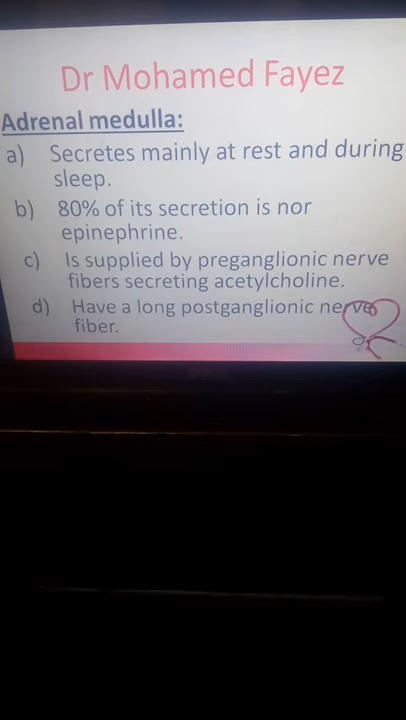 Dr Mohamed Fayez
Adrenal medulla:
a) Secretes mainly at rest and during
sleep.
b) 80% of its secretion is nor
epinephrine.
c) Is supplied by preganglionic nerve
fibers secreting acetylcholine.
d) Have a long postganglionic nerve
fiber.